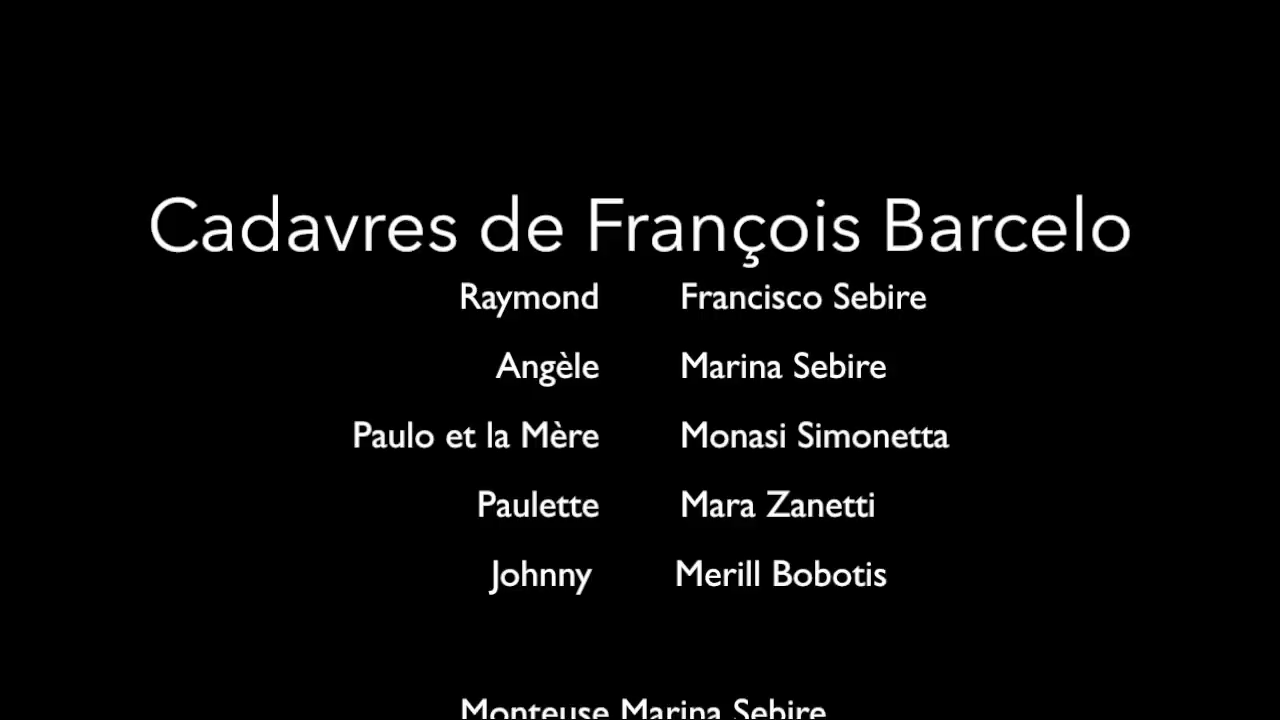 Cadavres de François Barcelo
Raymond Francisco Sebire
Angèle Marina Sebire
Paulo et la Mère Monasi Simonetta
Paulette Mara Zanetti
Johnny Merill Bobotis
Monteuse Marina Sebire